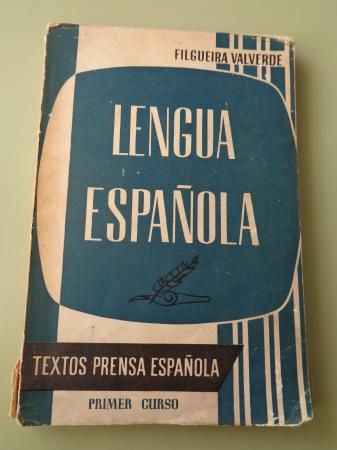 FILGUEIRA VALVERDE
LENGUA
ESPAÑOLA
TEXTOS PRENSA ESPAÑOLA
PRIMER CURSO